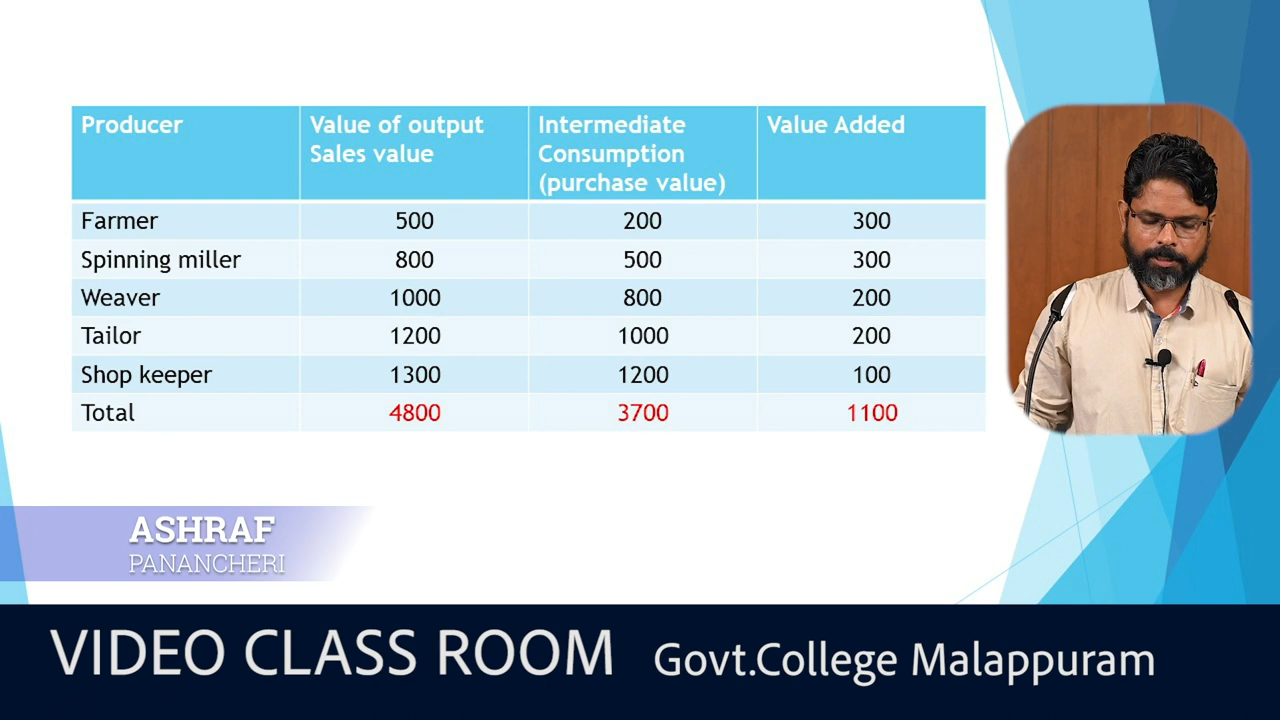 Producer Value of output Sales value Intermediate Consumption (purchase value) Value Added
Farmer 500 200 300
Spinning miller 800 500 300
Weaver 1000 800 200
Tailor 1200 1000 200
Shop keeper 1300 1200 100
Total 4800 3700 1100
ASHRAF
PANANCHERI
VIDEO CLASS ROOM Govt.College Malappuram